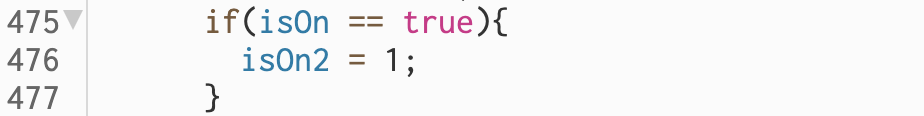 475 if(isOn == true){
476 isOn2 = 1;
477 }